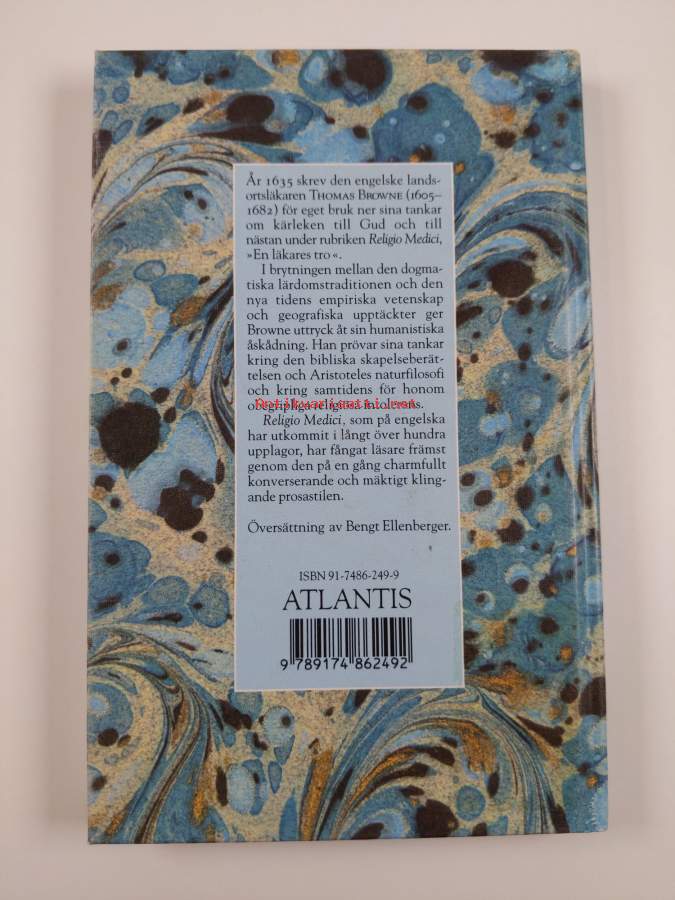 År 1635 skrev den engelske lands-
ortsläkaren THOMAS BROWNE (1605–
1682) för eget bruk ner sina tankar
om kärleken till Gud och till
nästan under rubriken Religio Medici,
»En läkares tro«.
I brytningen mellan den dogma-
tiska lärdomstraditionen och den
nya tidens empiriska vetenskap
och geografiska upptäckter ger
Browne uttryck åt sin humanistiska
åskådning. Han prövar sina tankar
kring den bibliska skapelseberät-
telsen och Aristoteles naturfilosofi
och kring samtidens för honom
obegripliga religiösa intolerans.
Antikvariaatti.net
Religio Medici, som på engelska
har utkommit i långt över hundra
upplagor, har fångat läsare främst
genom den på en gång charmfullt
konverserande och mäktigt kling-
ande prosastilen.
Översättning av Bengt Ellenberger.
ISBN 91-7486-249-9
ATLANTIS
9 789174 862492